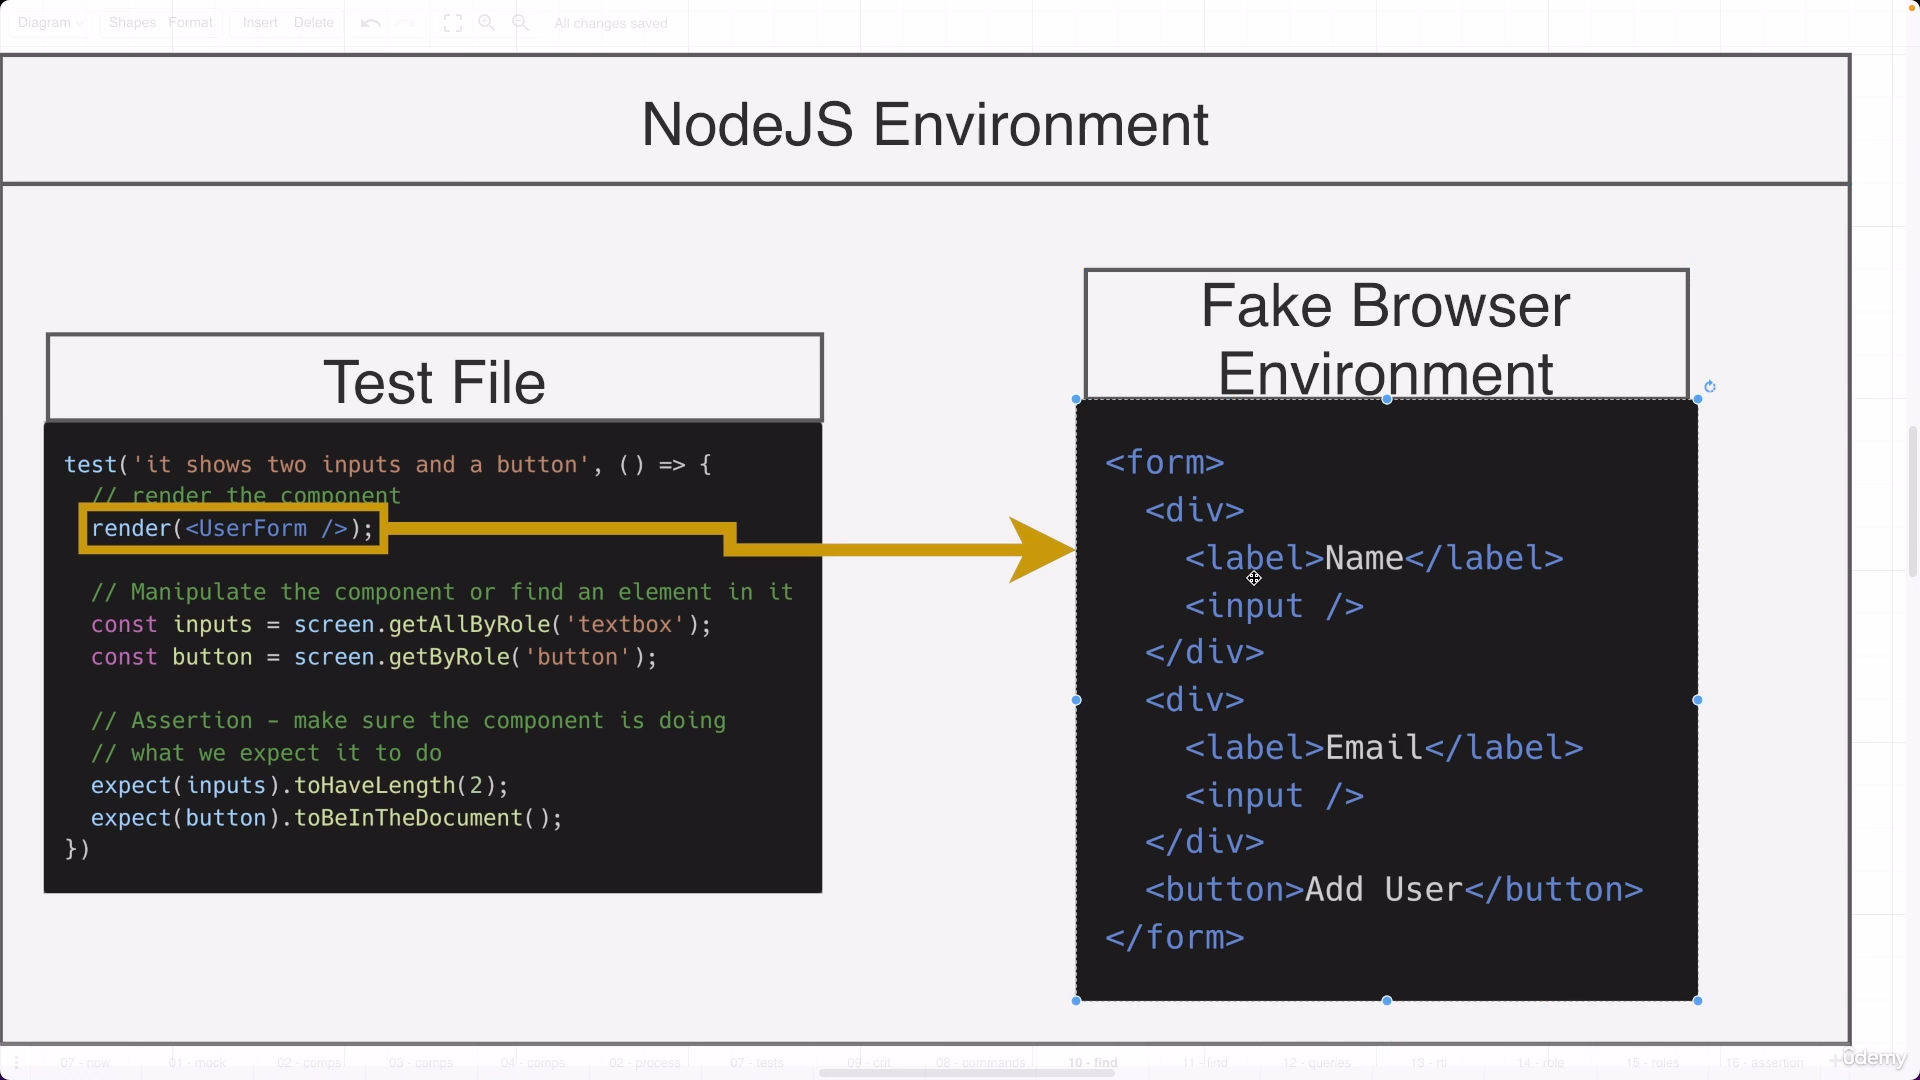 Diagram Shapes Format Insert Delete All changes saved
NodeJS Environment
Test File
test('it shows two inputs and a button', () => {
// render the component
render(<UserForm />);
// Manipulate the component or find an element in it
const inputs = screen.getAllByRole('textbox');
const button = screen.getByRole('button');
// Assertion - make sure the component is doing
// what we expect it to do
expect(inputs).toHaveLength(2);
expect(button).toBeInTheDocument();
})
Fake Browser
Environment
<form>
<div>
<label>Name</label>
<input />
</div>
<div>
<label>Email</label>
<input />
</div>
<button>Add User</button>
</form>
07 - now 01 - mock 02 - comps 03 - comps 04 - comps 02 - process 07 - tests 09 - crit 08 - commands 10 - find 11 - find 12 - queries 13 - rtl 14 - role 15 - roles 16 - assertion
ûdemy